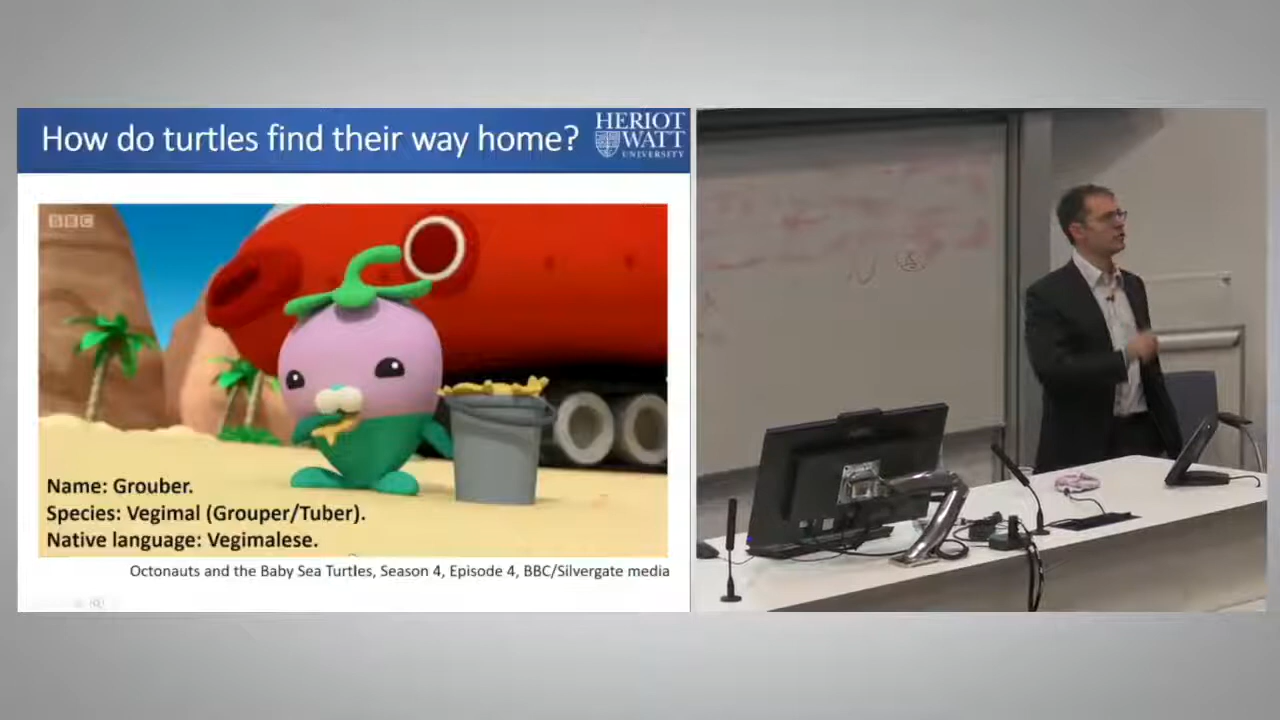 How do turtles find their way home?
HERIOT
WATT
UNIVERSITY
BBC
Name: Grouber.
Species: Vegimal (Grouper/Tuber).
Native language: Vegimalese.
Octonauts and the Baby Sea Turtles, Season 4, Episode 4, BBC/Silvergate media